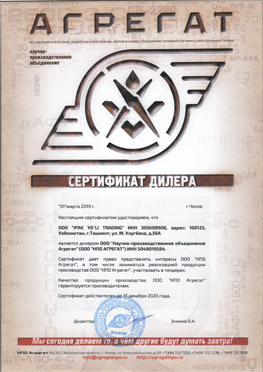 АГРЕГАТ
научно-
производственное
объединение
СЕРТИФИКАТ ДИЛЕРА
"01"марта 2019 г. г.Чехов
Настоящим сертификатом удостоверяем, что
ООО "IPAK YO'LI TRADING" ИНН 305608908, адрес: 100125,
Узбекистан, г.Ташкент, ул. М. Улугбека, д.56А
является дилером ООО "Научно-производственное объединение
Агрегат" (ООО "НПО АГРЕГАТ") ИНН 5048019584.
Сертификат дает право представлять интересы ООО "НПО
Агрегат", в том числе заниматься реализацией продукции
производства ООО "НПО Агрегат", участвовать в тендерах.
Качество продукции производства ООО "НПО Агрегат"
гарантируется производителем.
Сертификат действителен до 31 декабря 2020 года.
Директор Зинина О.А.
Мы сегодня делаем то, о чём другие будут думать завтра!
НПО Агрегат